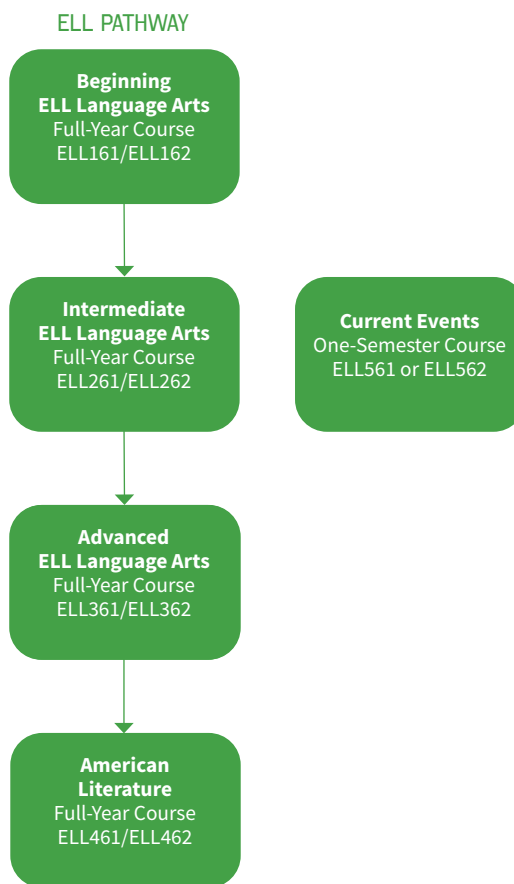 ELL PATHWAY
Beginning
ELL Language Arts
Full-Year Course
ELL161/ELL162
Intermediate
ELL Language Arts
Full-Year Course
ELL261/ELL262
Current Events
One-Semester Course
ELL561 or ELL562
Advanced
ELL Language Arts
Full-Year Course
ELL361/ELL362
American
Literature
Full-Year Course
ELL461/ELL462